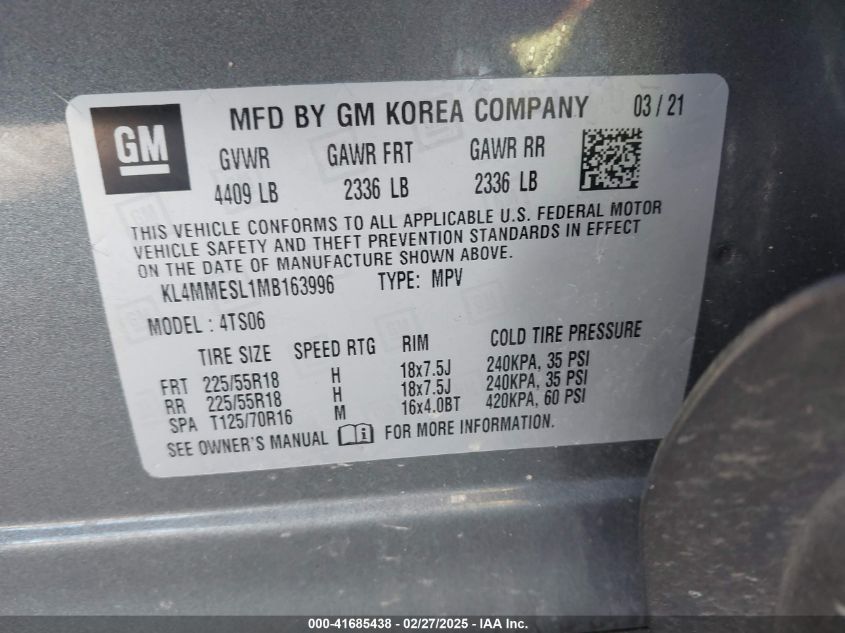 GM
MFD BY GM KOREA COMPANY 03 / 21
GVWR GAWR FRT GAWR RR
4409 LB 2336 LB 2336 LB
THIS VEHICLE CONFORMS TO ALL APPLICABLE U.S. FEDERAL MOTOR
VEHICLE SAFETY AND THEFT PREVENTION STANDARDS IN EFFECT
ON THE DATE OF MANUFACTURE SHOWN ABOVE.
KL4MMESL1MB163996 TYPE: MPV
MODEL : 4TS06
TIRE SIZE SPEED RTG RIM COLD TIRE PRESSURE
FRT 225/55R18 H 18x7.5J 240KPA, 35 PSI
RR 225/55R18 H 18x7.5J 240KPA, 35 PSI
SPA T125/70R16 M 16x4.0BT 420KPA, 60 PSI
SEE OWNER'S MANUAL i FOR MORE INFORMATION.
000-41685438 - 02/27/2025 - IAA Inc.